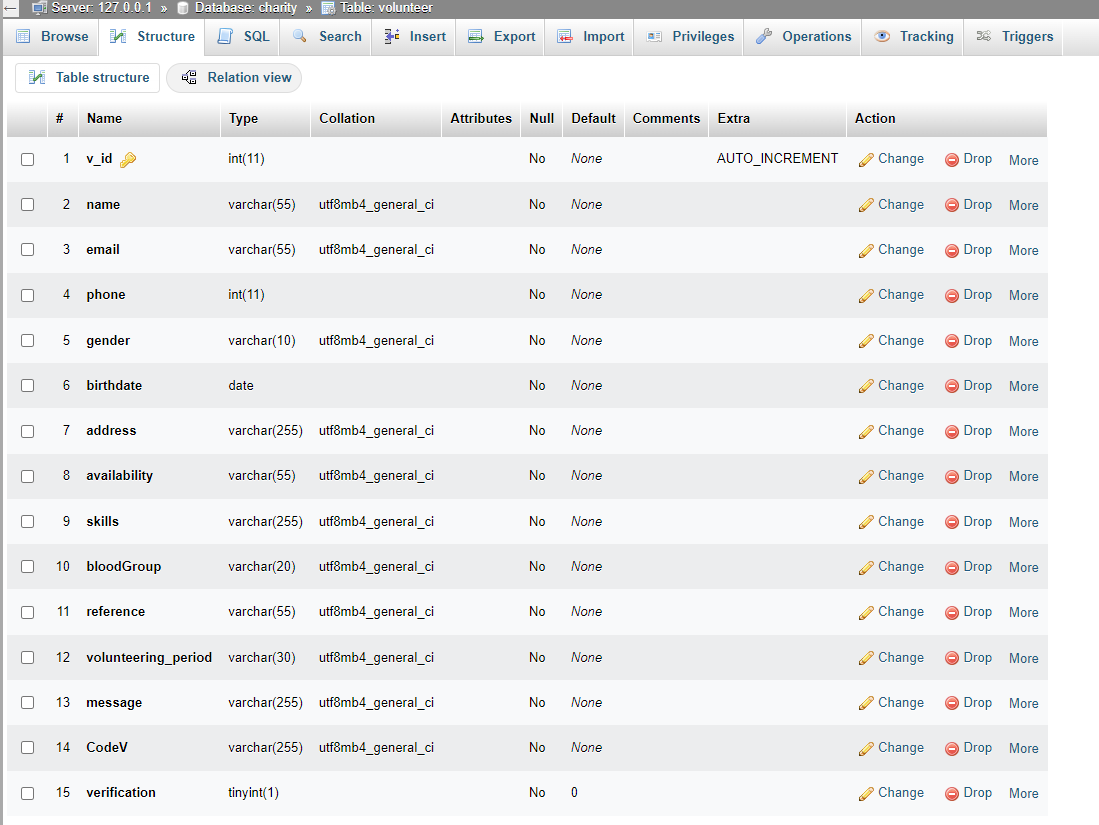 Server: 127.0.0.1 » Database: charity » Table: volunteer
Browse Structure SQL Search Insert Export Import Privileges Operations Tracking Triggers
Table structure Relation view
# Name Type Collation Attributes Null Default Comments Extra Action
1 v_id int(11) No None AUTO_INCREMENT Change Drop More
2 name varchar(55) utf8mb4_general_ci No None Change Drop More
3 email varchar(55) utf8mb4_general_ci No None Change Drop More
4 phone int(11) No None Change Drop More
5 gender varchar(10) utf8mb4_general_ci No None Change Drop More
6 birthdate date No None Change Drop More
7 address varchar(255) utf8mb4_general_ci No None Change Drop More
8 availability varchar(55) utf8mb4_general_ci No None Change Drop More
9 skills varchar(255) utf8mb4_general_ci No None Change Drop More
10 bloodGroup varchar(20) utf8mb4_general_ci No None Change Drop More
11 reference varchar(55) utf8mb4_general_ci No None Change Drop More
12 volunteering_period varchar(30) utf8mb4_general_ci No None Change Drop More
13 message varchar(255) utf8mb4_general_ci No None Change Drop More
14 CodeV varchar(255) utf8mb4_general_ci No None Change Drop More
15 verification tinyint(1) No 0 Change Drop More